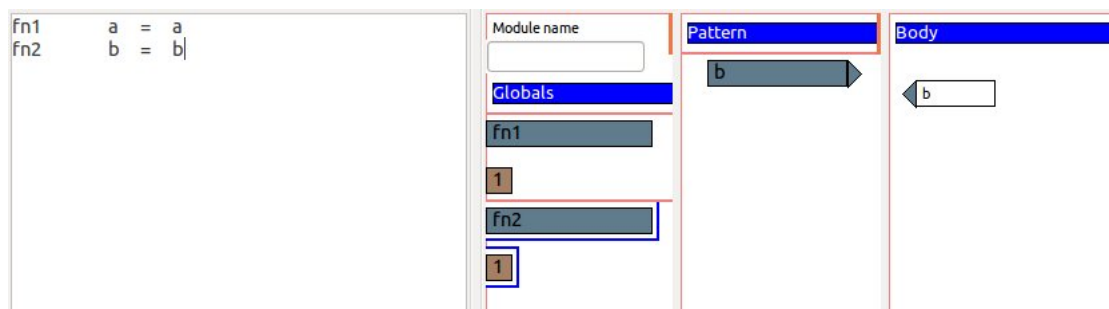 fn1 a = a
fn2 b = b
Module name
Globals
fn1
1
fn2
1
Pattern
b
Body
b